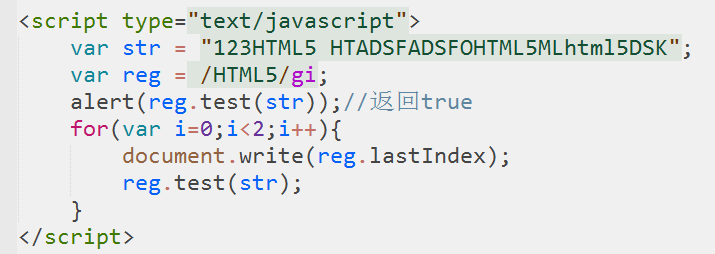 <script type="text/javascript">
    var str = "123HTML5 HTADSFADSFOHTML5MLhtml5DSK";
    var reg = /HTML5/gi;
    alert(reg.test(str));//返回true
    for(var i=0;i<2;i++){
        document.write(reg.lastIndex);
        reg.test(str);
    }
</script>